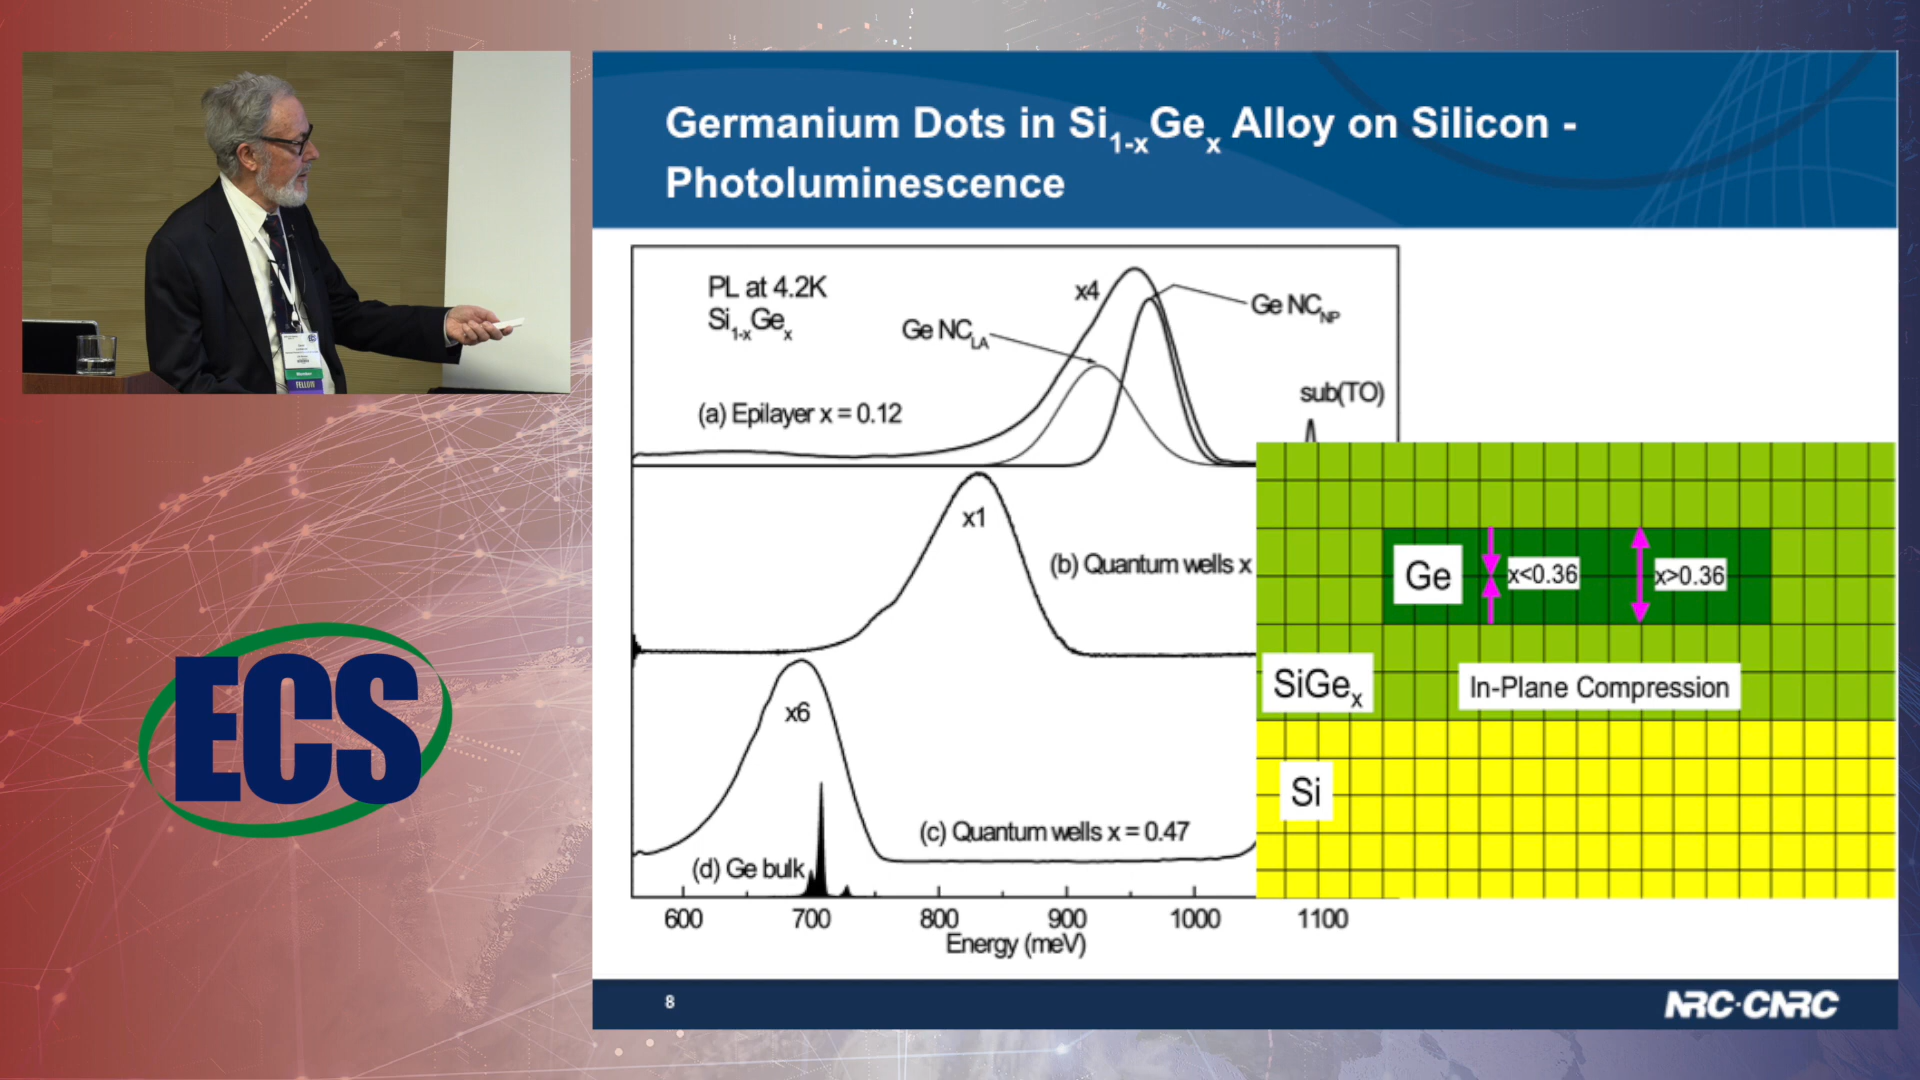 Germanium Dots in Si1-xGex Alloy on Silicon -
Photoluminescence
PL at 4.2K
Si1-xGex
x4
Ge NCNP
Ge NCLA
sub(TO)
(a) Epilayer x = 0.12
x1
(b) Quantum wells x
x6
(c) Quantum wells x = 0.47
(d) Ge bulk
600 700 800 900 1000 1100
Energy (meV)
Ge
x<0.36
x>0.36
SiGex
In-Plane Compression
Si
8
NRC·CNRC
ECS
FELLOW